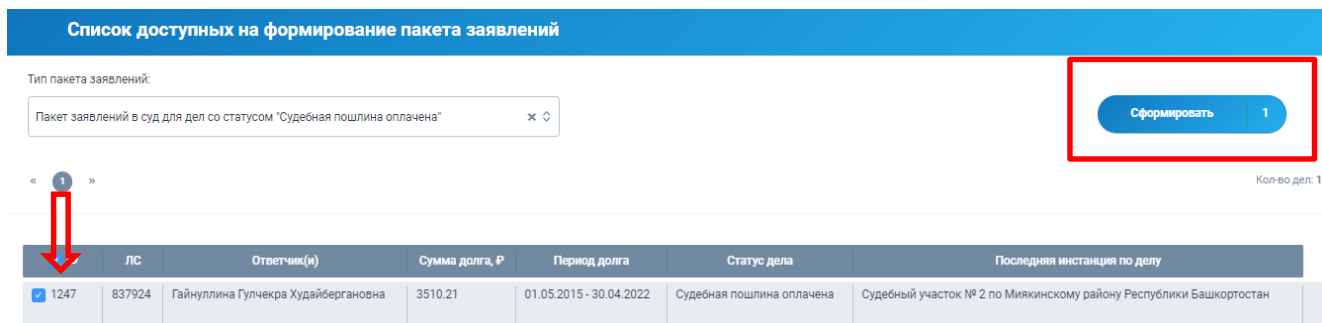 Список доступных на формирование пакета заявлений
Тип пакета заявлений:
Пакет заявлений в суд для дел со статусом "Судебная пошлина оплачена"
Сформировать 1
« 1 »
Кол-во дел: 1
ЛС Ответчик(и) Сумма долга, ₽ Период долга Статус дела Последняя инстанция по делу
1247 837924 Гайнуллина Гулчекра Худайбергановна 3510.21 01.05.2015 - 30.04.2022 Судебная пошлина оплачена Судебный участок № 2 по Миякинскому району Республики Башкортостан